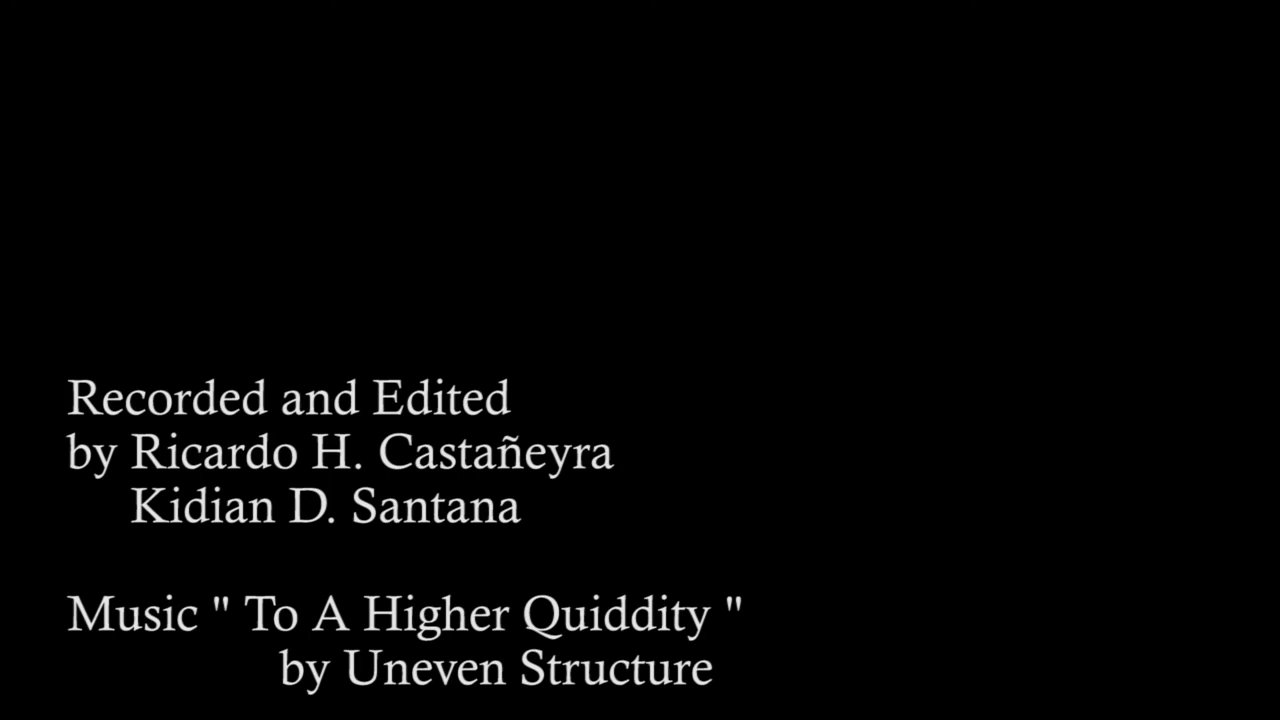 Recorded and Edited
by Ricardo H. Castañeyra
Kidian D. Santana
Music " To A Higher Quiddity "
by Uneven Structure